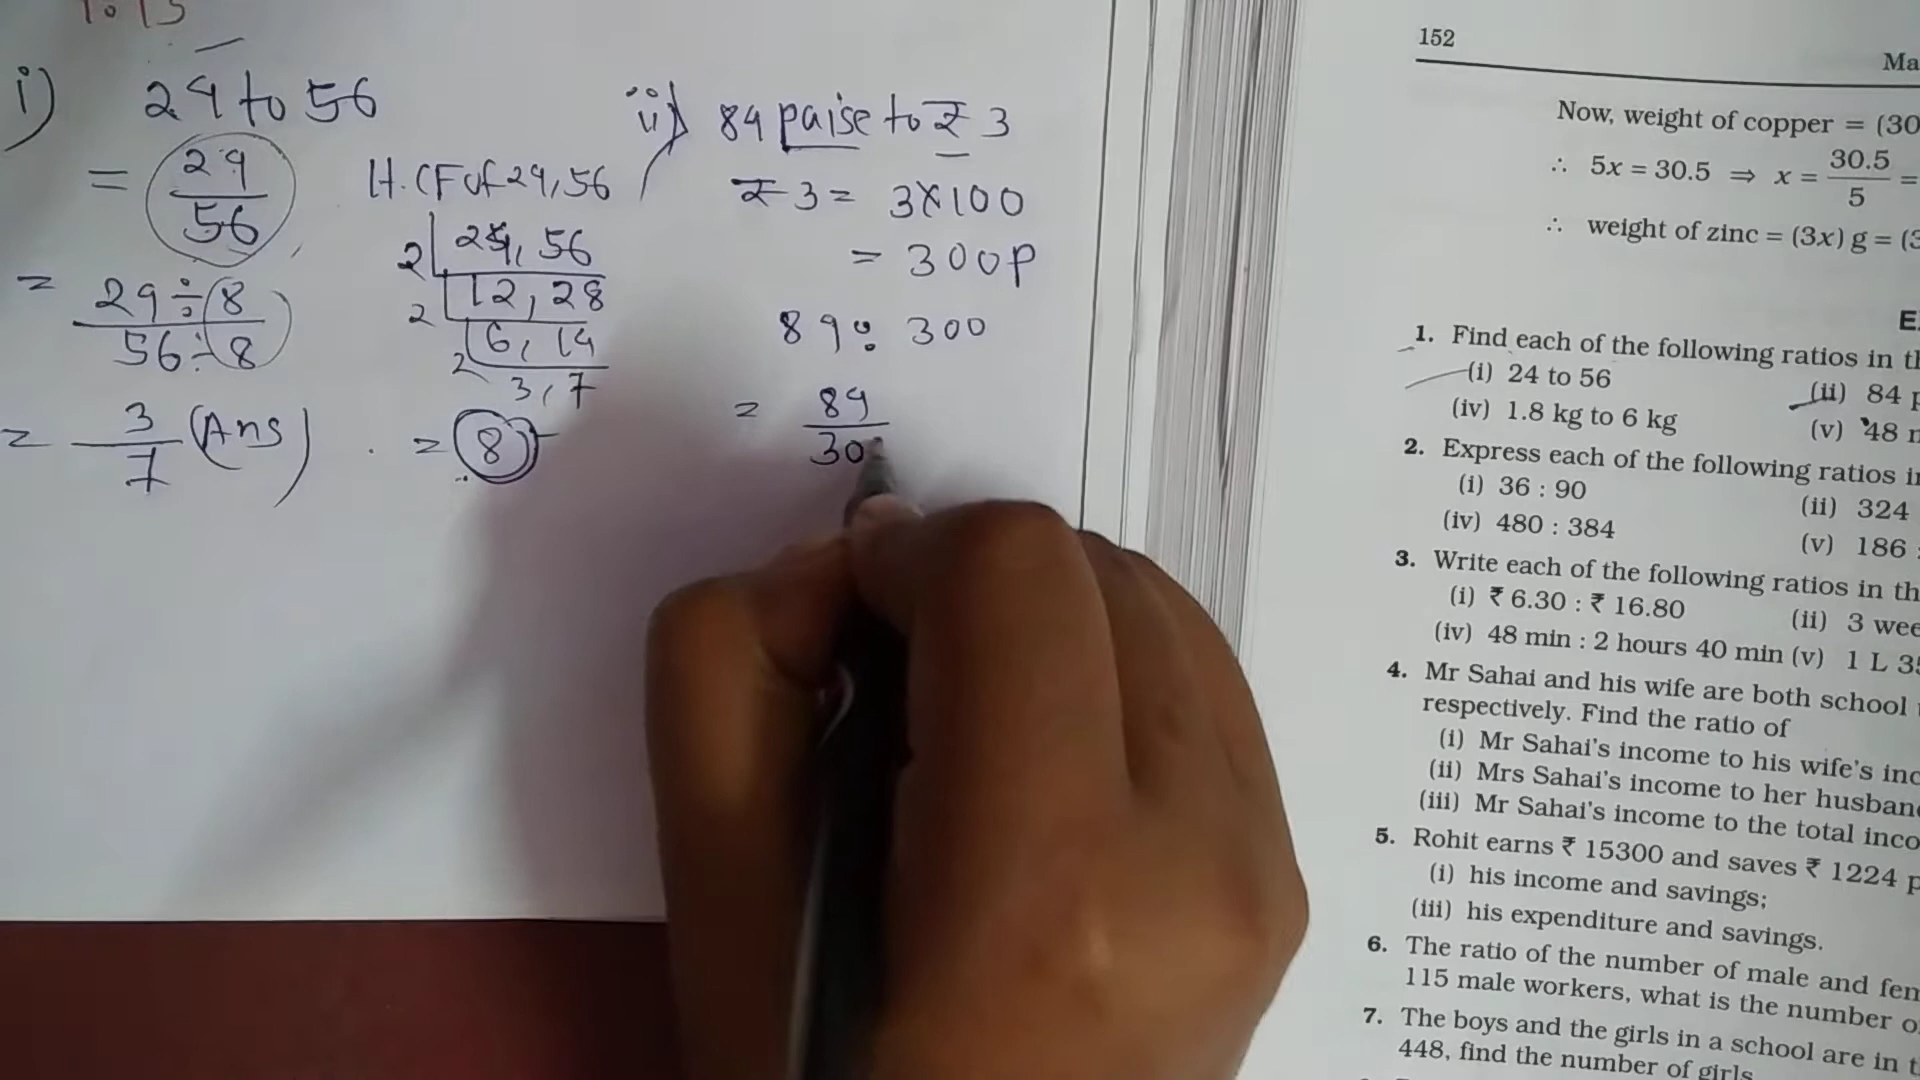 i) 24 to 56
= 24/56
H.CF of 24, 56
2 | 24, 56
2 | 12, 28
2 | 6, 14
3, 7
= 8
= 24÷8/56÷8
= 3/7 (Ans)
ii) 84 paise to ₹ 3
₹ 3 = 3×100
= 300p
84 : 300
= 84/30
152
Ma
Now, weight of copper = (30
∴ 5x = 30.5 ⇒ x = 30.5/5 =
∴ weight of zinc = (3x) g = (3
E
1. Find each of the following ratios in t
(i) 24 to 56 (ii) 84 p
(iv) 1.8 kg to 6 kg (v) 48 m
2. Express each of the following ratios i
(i) 36 : 90 (ii) 324
(iv) 480 : 384 (v) 186 :
3. Write each of the following ratios in th
(i) ₹ 6.30 : ₹ 16.80 (ii) 3 wee
(iv) 48 min : 2 hours 40 min (v) 1 L 35
4. Mr Sahai and his wife are both school
respectively. Find the ratio of
(i) Mr Sahai's income to his wife's inc
(ii) Mrs Sahai's income to her husban
(iii) Mr Sahai's income to the total inco
5. Rohit earns ₹ 15300 and saves ₹ 1224 p
(i) his income and savings;
(iii) his expenditure and savings.
6. The ratio of the number of male and fem
115 male workers, what is the number o
7. The boys and the girls in a school are in t
448, find the number of girls